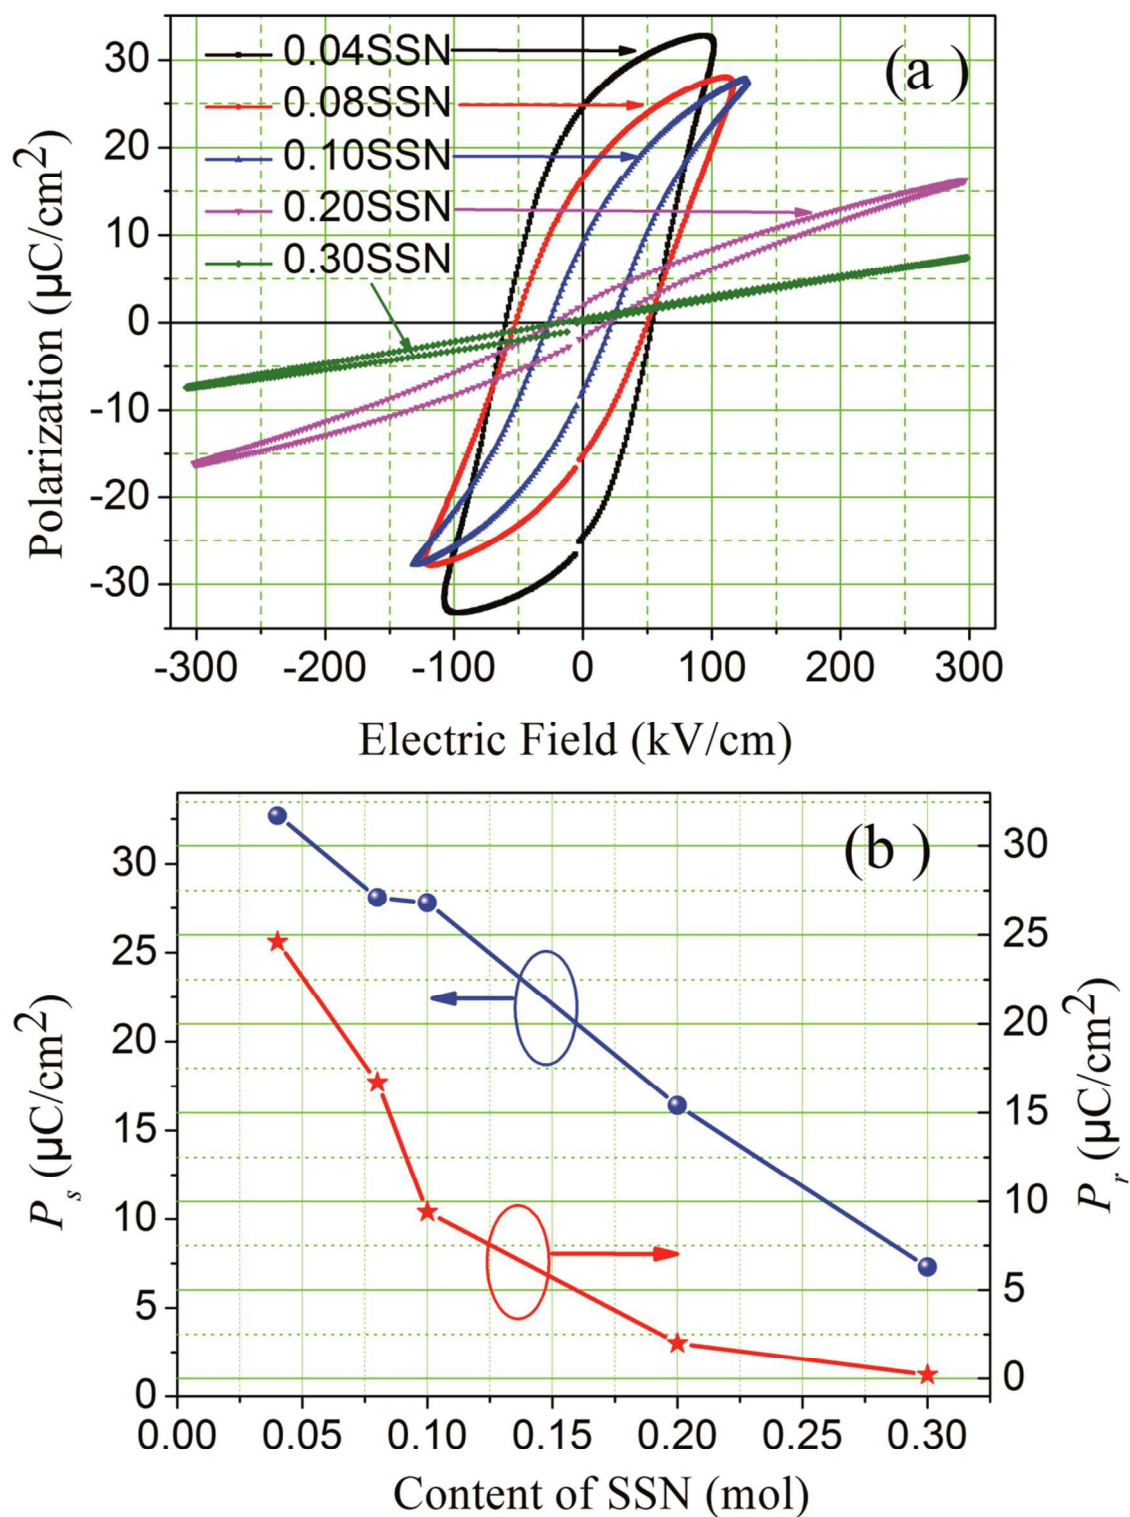 (a )
0.04SSN
0.08SSN
0.10SSN
0.20SSN
0.30SSN
30
20
10
0
-10
-20
-30
Polarization (µC/cm²)
-300 -200 -100 0 100 200 300
Electric Field (kV/cm)
(b )
30
25
20
15
10
5
0
P_s (µC/cm²)
30
25
20
15
10
5
0
P_r (µC/cm²)
0.00 0.05 0.10 0.15 0.20 0.25 0.30
Content of SSN (mol)